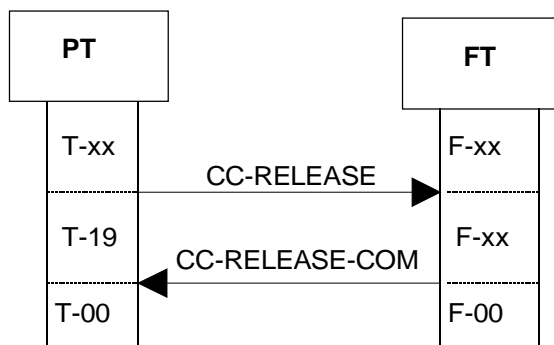 PT
FT
T-xx
F-xx
CC-RELEASE
T-19
F-xx
CC-RELEASE-COM
T-00
F-00